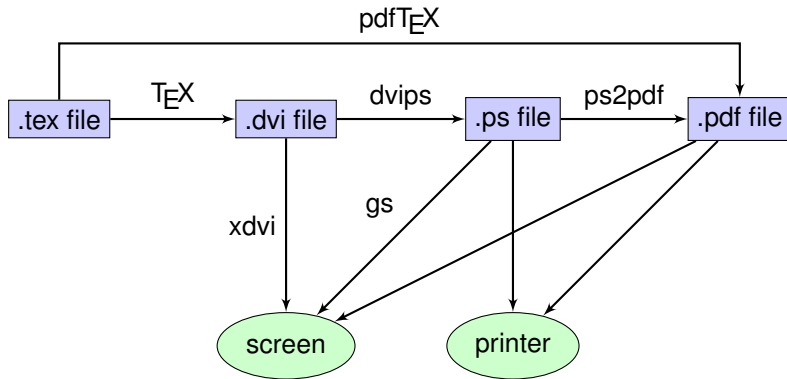 pdfTEX
TEX
dvips
ps2pdf
.tex file
.dvi file
.ps file
.pdf file
xdvi
gs
screen
printer